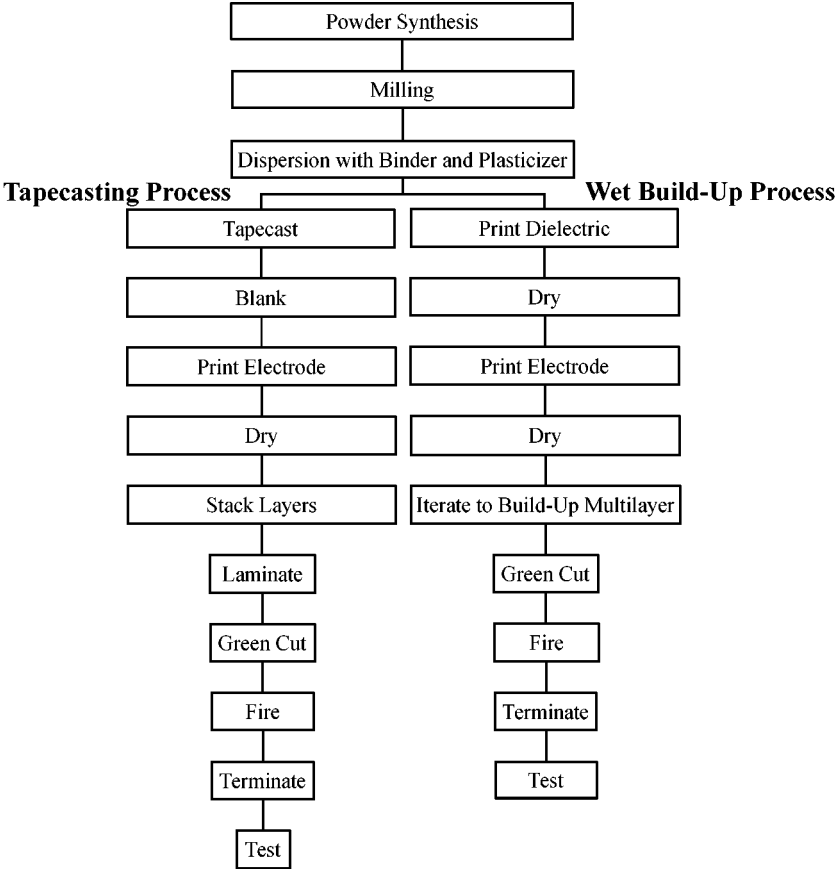 Powder Synthesis
Milling
Dispersion with Binder and Plasticizer
Tapecasting Process
Tapecast
Blank
Print Electrode
Dry
Stack Layers
Laminate
Green Cut
Fire
Terminate
Test
Wet Build-Up Process
Print Dielectric
Dry
Print Electrode
Dry
Iterate to Build-Up Multilayer
Green Cut
Fire
Terminate
Test